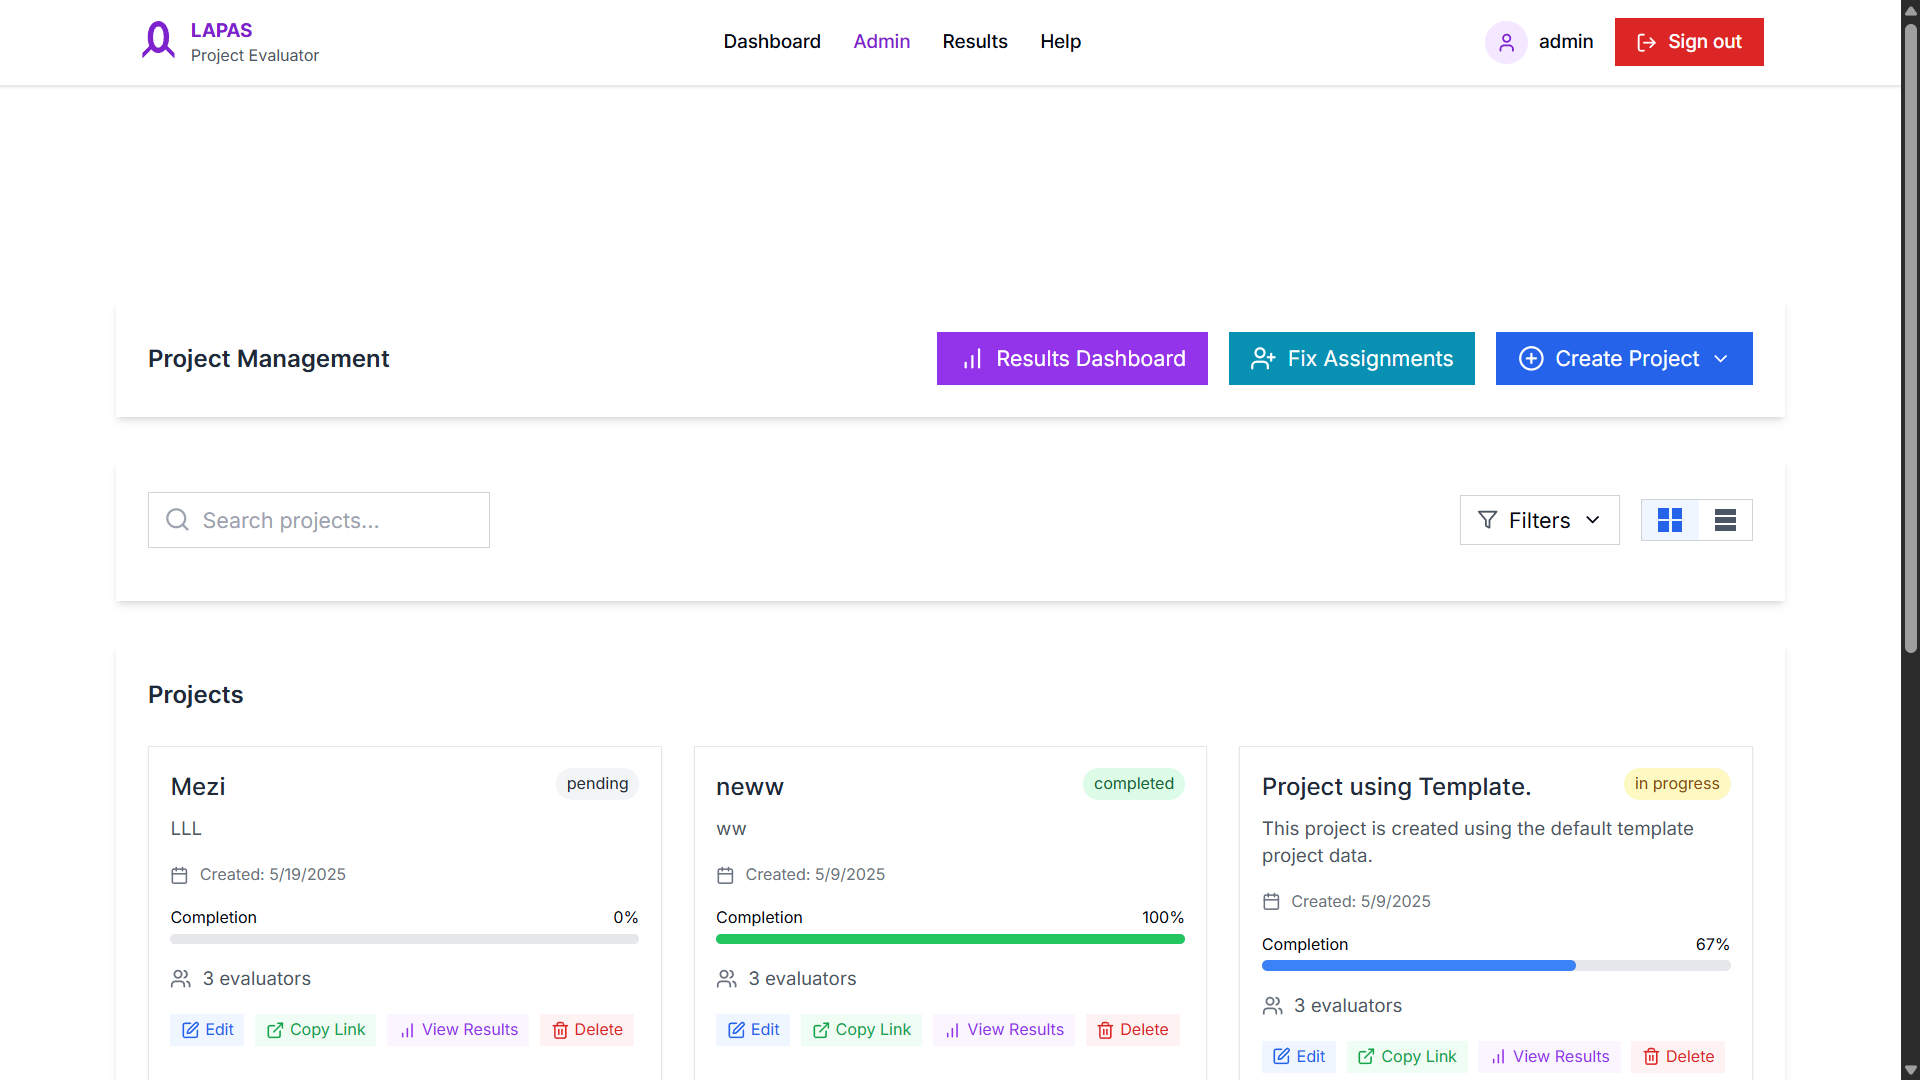 LAPAS
Project Evaluator
Dashboard
Admin
Results
Help
admin
Sign out
Project Management
Results Dashboard
Fix Assignments
Create Project
Search projects...
Filters
Projects
Mezi
pending
LLL
Created: 5/19/2025
Completion
0%
3 evaluators
Edit
Copy Link
View Results
Delete
neww
completed
ww
Created: 5/9/2025
Completion
100%
3 evaluators
Edit
Copy Link
View Results
Delete
Project using Template.
in progress
This project is created using the default template
project data.
Created: 5/9/2025
Completion
67%
3 evaluators
Edit
Copy Link
View Results
Delete